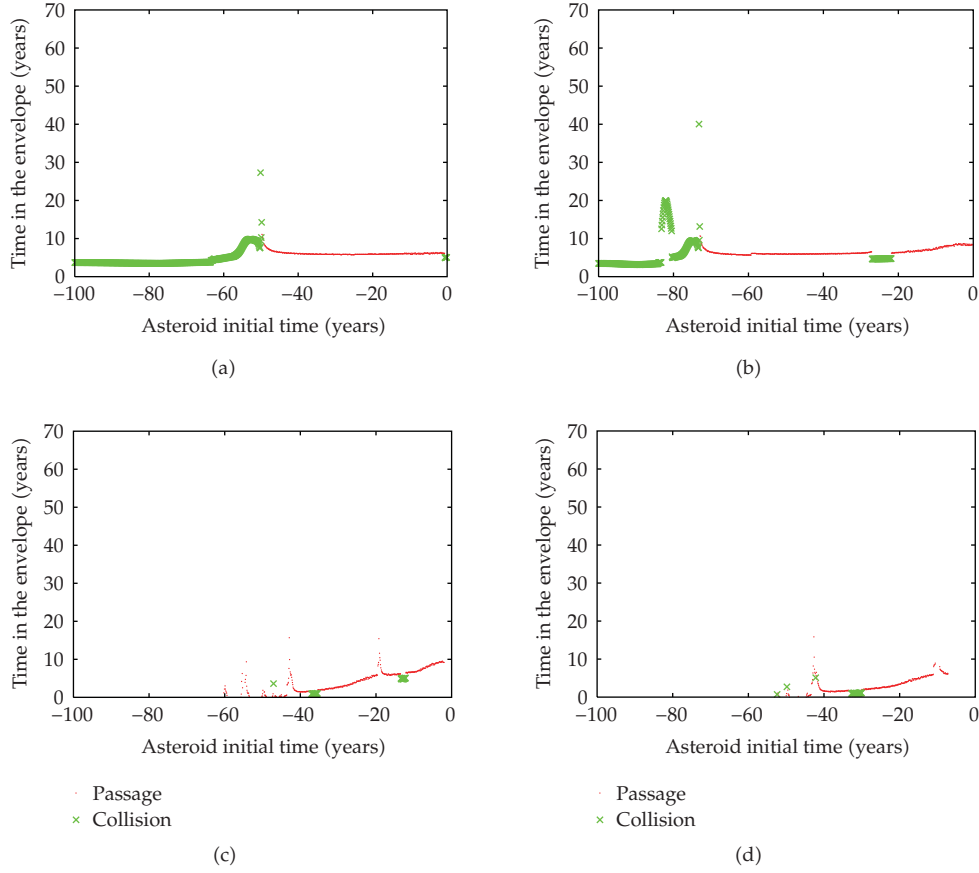 70
60
50
40
30
20
10
0
Time in the envelope (years)
−100 −80 −60 −40 −20 0
Asteroid initial time (years)
(a)
70
60
50
40
30
20
10
0
Time in the envelope (years)
−100 −80 −60 −40 −20 0
Asteroid initial time (years)
(b)
70
60
50
40
30
20
10
0
Time in the envelope (years)
−100 −80 −60 −40 −20 0
Asteroid initial time (years)
Passage
Collision
(c)
70
60
50
40
30
20
10
0
Time in the envelope (years)
−100 −80 −60 −40 −20 0
Asteroid initial time (years)
Passage
Collision
(d)